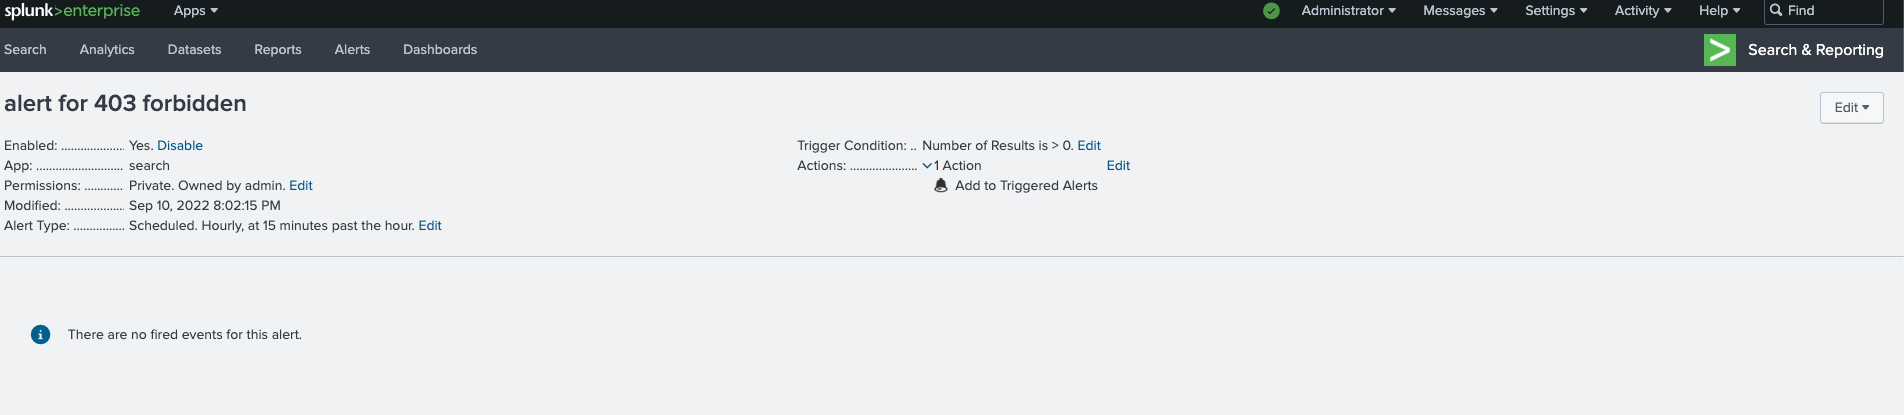 splunk>enterprise Apps Administrator Messages Settings Activity Help Find
Search Analytics Datasets Reports Alerts Dashboards Search & Reporting
alert for 403 forbidden
Edit
Enabled: ................... Yes. Disable
App: .......................... search
Permissions: ............ Private. Owned by admin. Edit
Modified: .................. Sep 10, 2022 8:02:15 PM
Alert Type: ................ Scheduled. Hourly, at 15 minutes past the hour. Edit
Trigger Condition: .. Number of Results is > 0. Edit
Actions: .................... 1 Action Edit
Add to Triggered Alerts
There are no fired events for this alert.